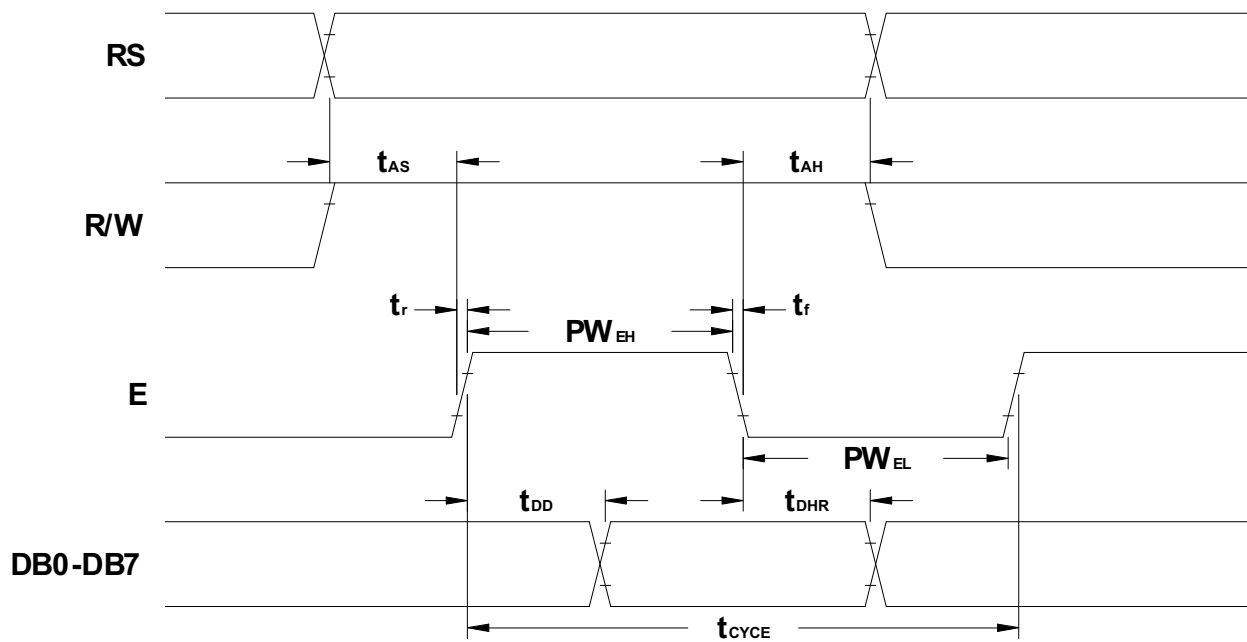 RS
tAS
tAH
R/W
tr
tf
PWEH
E
PWEL
tDD
tDHR
DB0-DB7
tCYCE